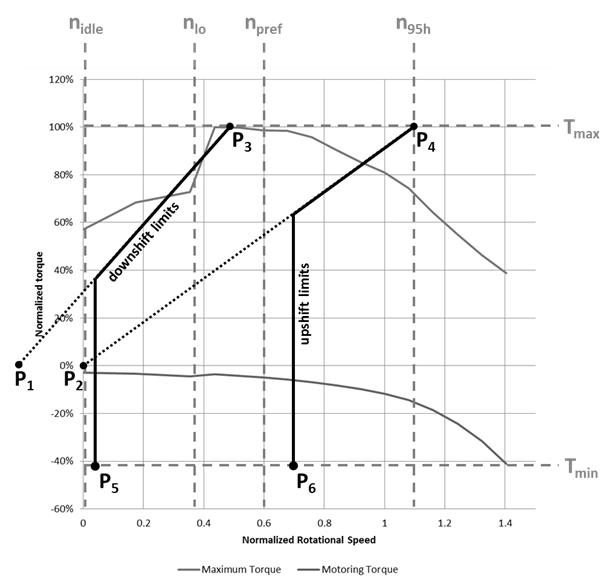 n_idle n_lo n_pref n_95h
120%
100%
80%
60%
40%
20%
0%
-20%
-40%
-60%
T_max
P_3
P_4
downshift limits
upshift limits
Normalized torque
P_1
P_2
P_5
P_6
T_min
0 0.2 0.4 0.6 0.8 1 1.2 1.4
Normalized Rotational Speed
Maximum Torque Motoring Torque